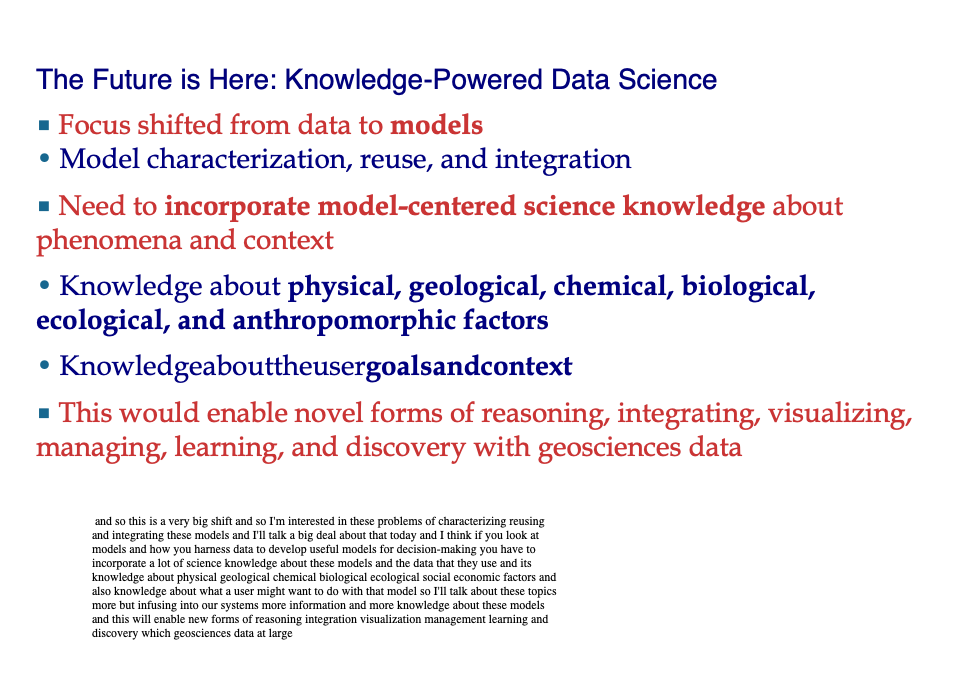 The Future is Here: Knowledge-Powered Data Science
▪ Focus shifted from data to models
• Model characterization, reuse, and integration
▪ Need to incorporate model-centered science knowledge about
phenomena and context
• Knowledge about physical, geological, chemical, biological,
ecological, and anthropomorphic factors
• Knowledgeabouttheusergoalsandcontext
▪ This would enable novel forms of reasoning, integrating, visualizing,
managing, learning, and discovery with geosciences data
and so this is a very big shift and so I'm interested in these problems of characterizing reusing
and integrating these models and I'll talk a big deal about that today and I think if you look at
models and how you harness data to develop useful models for decision-making you have to
incorporate a lot of science knowledge about these models and the data that they use and its
knowledge about physical geological chemical biological ecological social economic factors and
also knowledge about what a user might want to do with that model so I'll talk about these topics
more but infusing into our systems more information and more knowledge about these models
and this will enable new forms of reasoning integration visualization management learning and
discovery which geosciences data at large